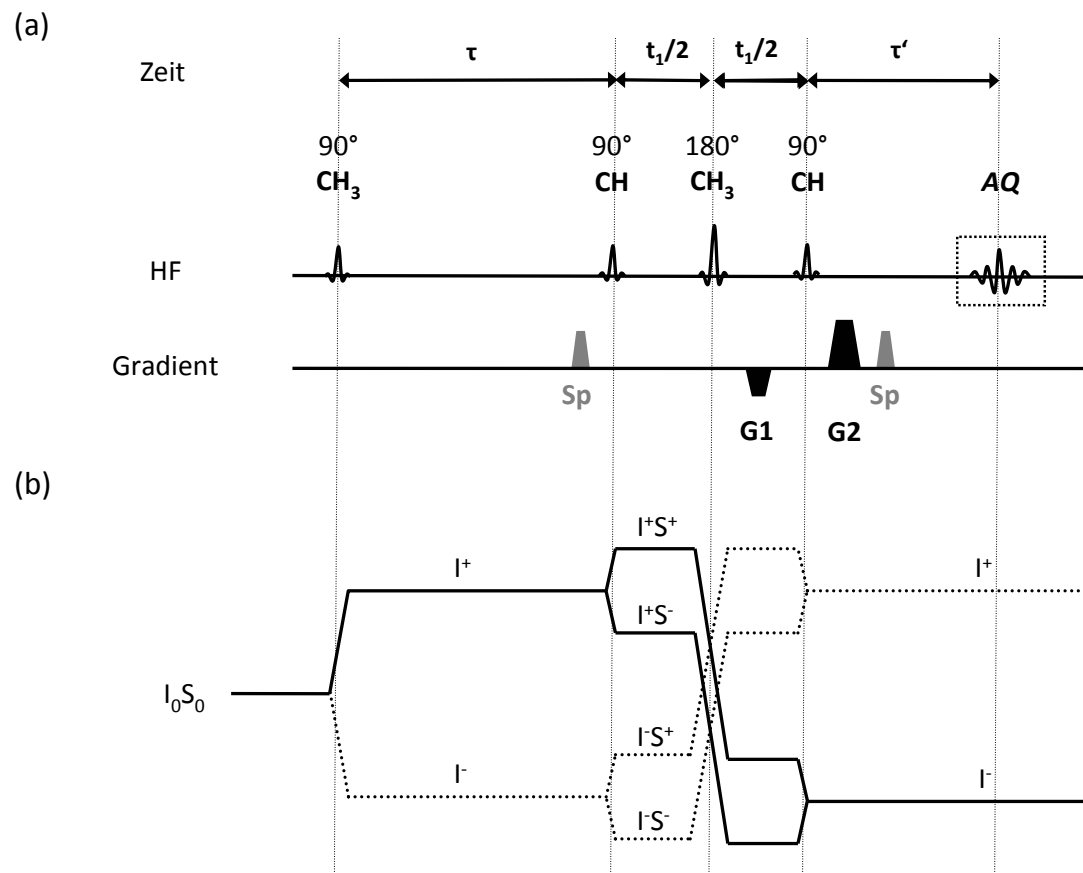 (a)
Zeit
τ
t₁/2
t₁/2
τ‘
90°
CH₃
90°
CH
180°
CH₃
90°
CH
AQ
HF
Gradient
Sp
Sp
G1
G2
(b)
I⁺S⁺
I⁺
I⁺
I⁺S⁻
I₀S₀
I⁻S⁺
I⁻
I⁻
I⁻S⁻